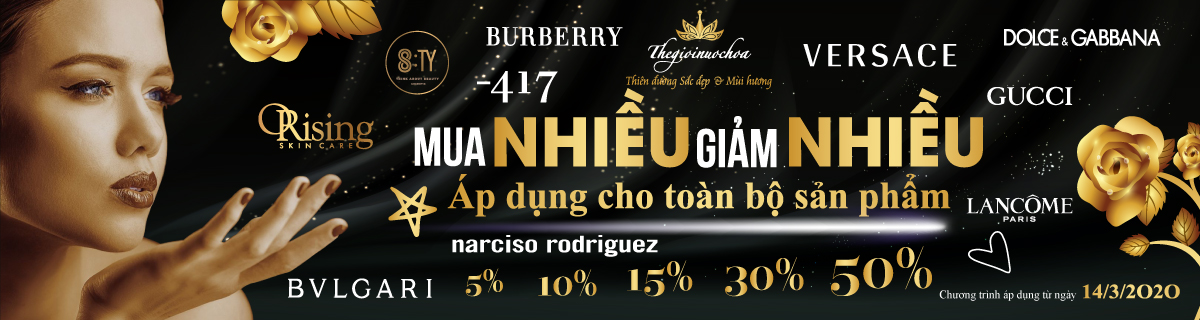 8:TY
BURBERRY
-417
Thegioinuochoa
Thiên đường Sắc đẹp & Mùi hương
VERSACE
DOLCE & GABBANA
GUCCI
ORising
SKIN CARE
MUA NHIỀU GIẢM NHIỀU
Áp dụng cho toàn bộ sản phẩm
LANCÔME
PARIS
narciso rodriguez
BVLGARI
5% 10% 15% 30% 50%
Chương trình áp dụng từ ngày 14/3/2020